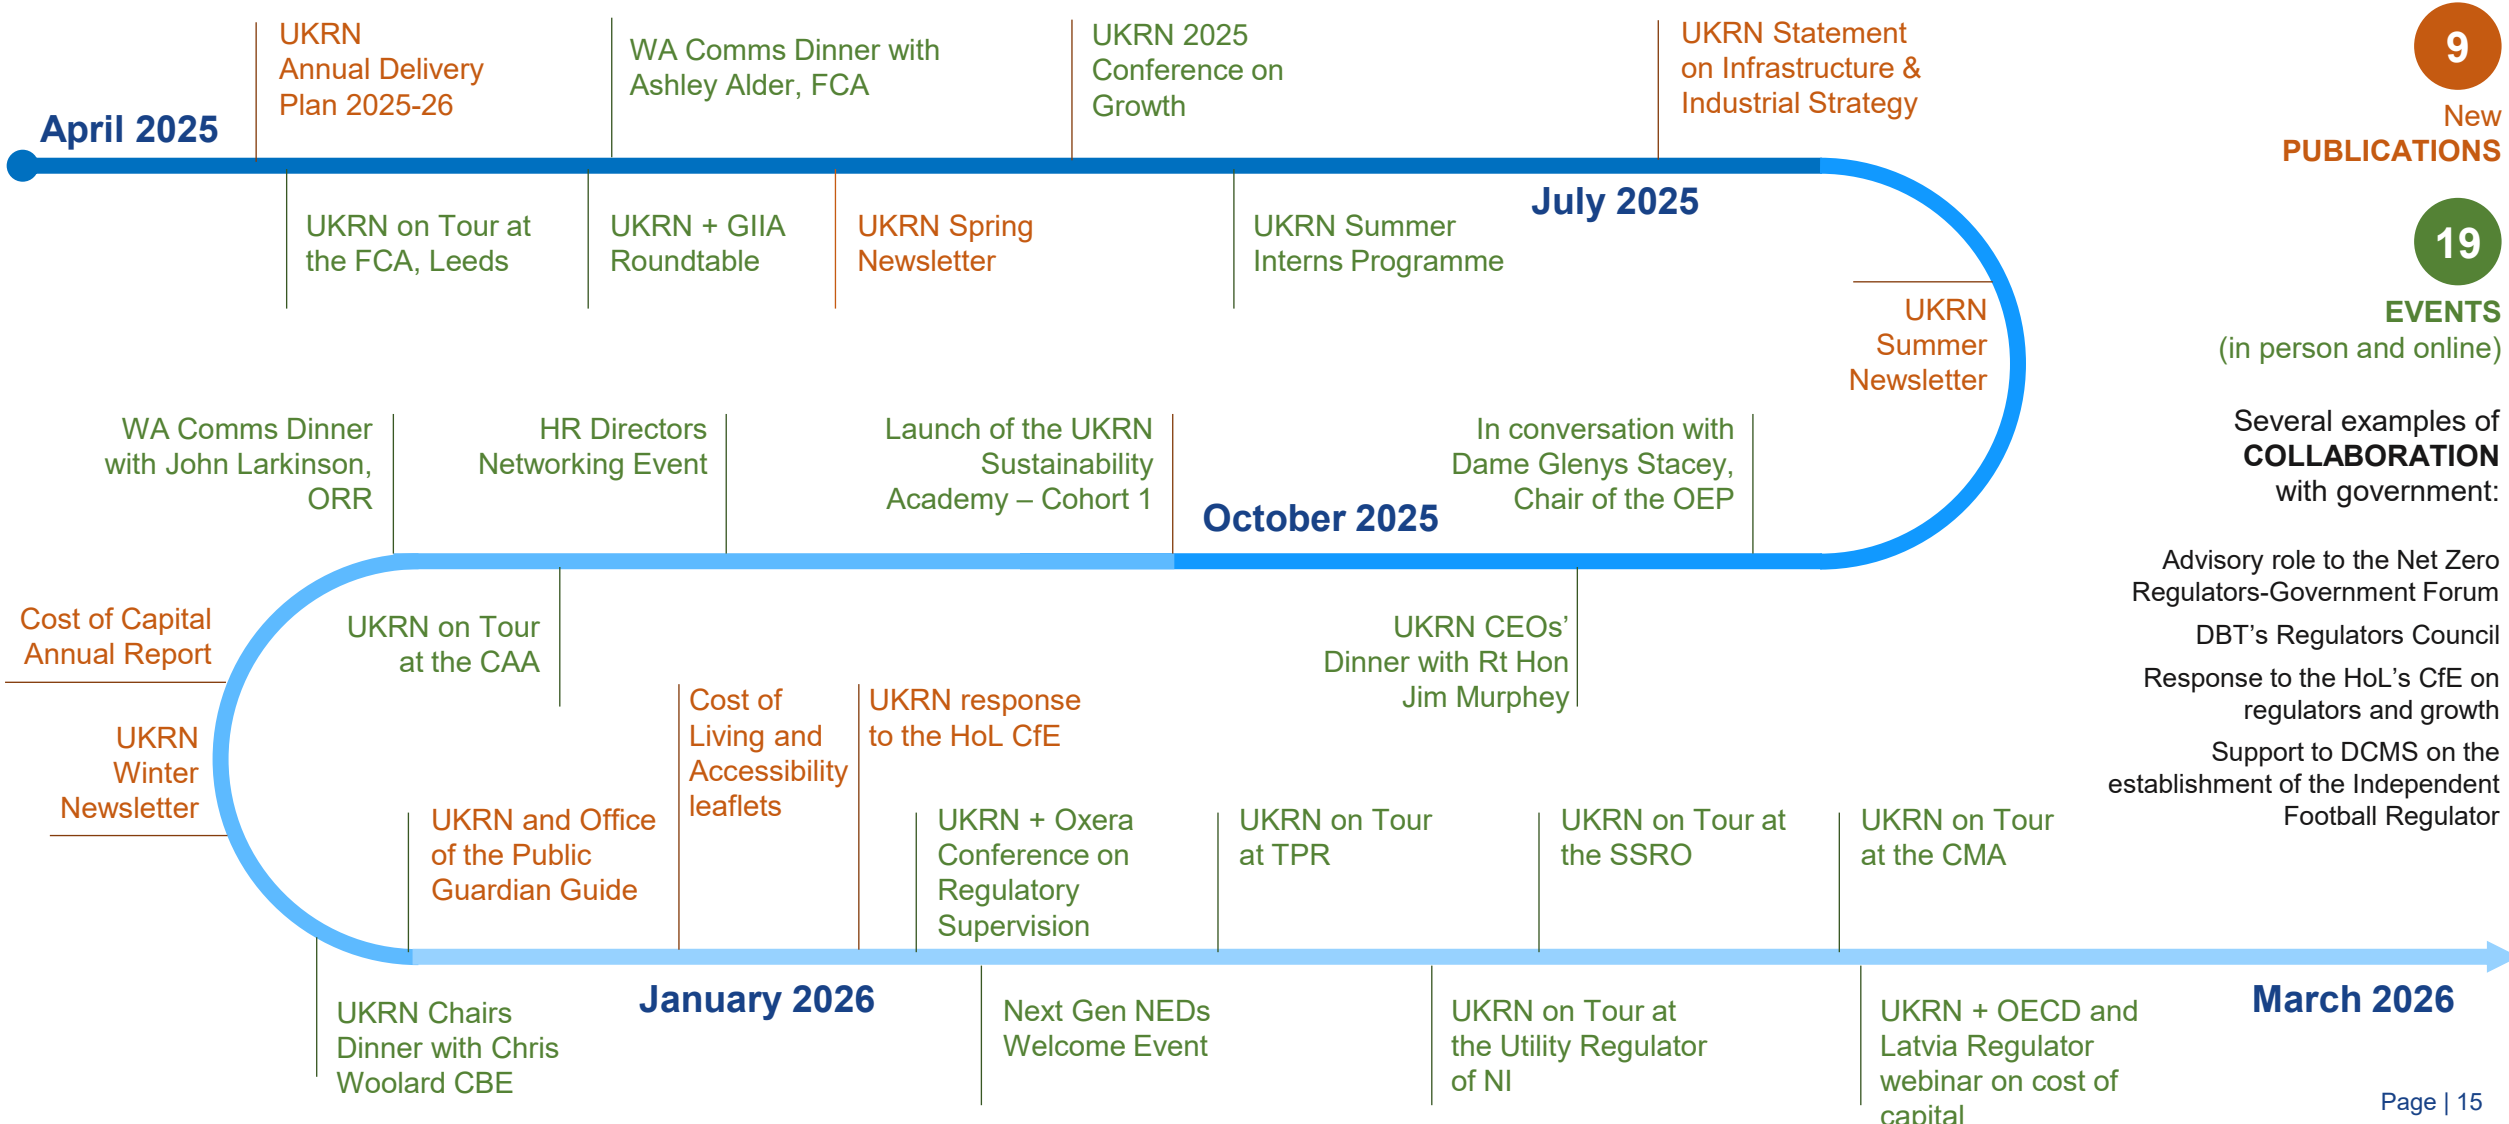 UKRN
Annual Delivery
Plan 2025-26
WA Comms Dinner with
Ashley Alder, FCA
UKRN 2025
Conference on
Growth
UKRN Statement
on Infrastructure &
Industrial Strategy
April 2025
UKRN on Tour at
the FCA, Leeds
UKRN + GIIA
Roundtable
UKRN Spring
Newsletter
UKRN Summer
Interns Programme
July 2025
UKRN
Summer
Newsletter
9
New
PUBLICATIONS
19
EVENTS
(in person and online)
Several examples of
COLLABORATION
with government:
Advisory role to the Net Zero
Regulators-Government Forum
DBT’s Regulators Council
Response to the HoL’s CfE on
regulators and growth
Support to DCMS on the
establishment of the Independent
Football Regulator
WA Comms Dinner
with John Larkinson,
ORR
HR Directors
Networking Event
Launch of the UKRN
Sustainability
Academy – Cohort 1
October 2025
In conversation with
Dame Glenys Stacey,
Chair of the OEP
Cost of Capital
Annual Report
UKRN on Tour
at the CAA
UKRN CEOs’
Dinner with Rt Hon
Jim Murphey
UKRN
Winter
Newsletter
UKRN and Office
of the Public
Guardian Guide
Cost of
Living and
Accessibility
leaflets
UKRN response
to the HoL CfE
UKRN + Oxera
Conference on
Regulatory
Supervision
UKRN on Tour
at TPR
UKRN on Tour at
the SSRO
UKRN on Tour
at the CMA
UKRN Chairs
Dinner with Chris
Woolard CBE
January 2026
Next Gen NEDs
Welcome Event
UKRN on Tour at
the Utility Regulator
of NI
UKRN + OECD and
Latvia Regulator
webinar on cost of
capital
March 2026
Page | 15